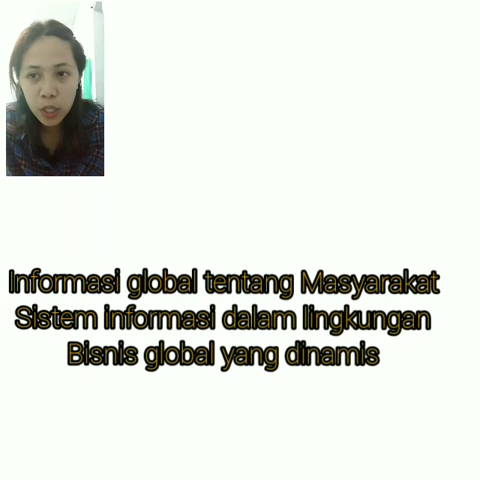 Informasi global tentang Masyarakat
Sistem informasi dalam lingkungan
Bisnis global yang dinamis